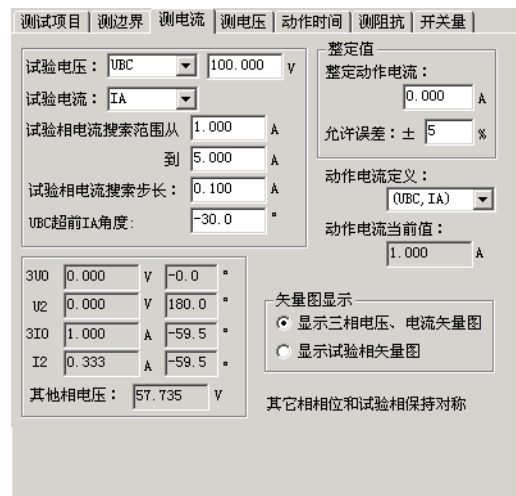 测试项目 测边界 测电流 测电压 动作时间 测阻抗 开关量
试验电压： UBC 100.000 V
试验电流： IA
试验相电流搜索范围从 1.000 A
到 5.000 A
试验相电流搜索步长： 0.100 A
UBC超前IA角度: -30.0 °
整定值
整定动作电流：
0.000 A
允许误差：± 5 %
动作电流定义：
(UBC,IA)
动作电流当前值：
1.000 A
3U0 0.000 V -0.0 °
U2 0.000 V 180.0 °
3I0 1.000 A -59.5 °
I2 0.333 A -59.5 °
其他相电压： 57.735 V
矢量图显示
显示三相电压、电流矢量图
显示试验相矢量图
其它相相位和试验相保持对称